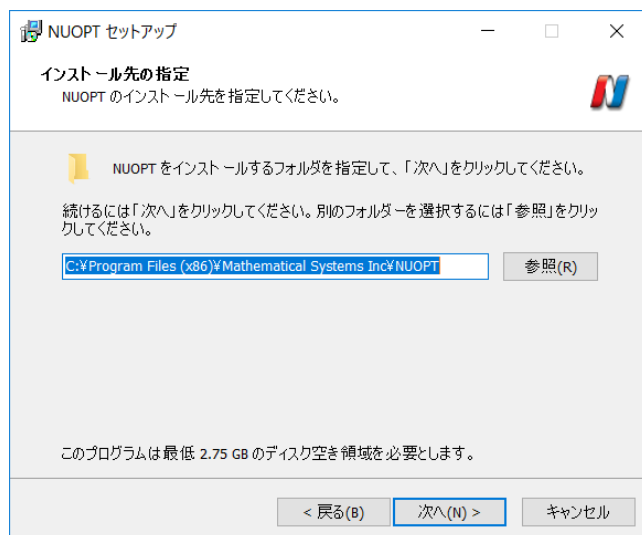 NUOPT セットアップ
インストール先の指定
NUOPT のインストール先を指定してください。
NUOPT をインストールするフォルダを指定して、「次へ」をクリックしてください。
続けるには「次へ」をクリックしてください。別のフォルダーを選択するには「参照」をクリッ
クしてください。
C:¥Program Files (x86)¥Mathematical Systems Inc¥NUOPT
参照(R)
このプログラムは最低 2.75 GB のディスク空き領域を必要とします。
< 戻る(B)
次へ(N) >
キャンセル